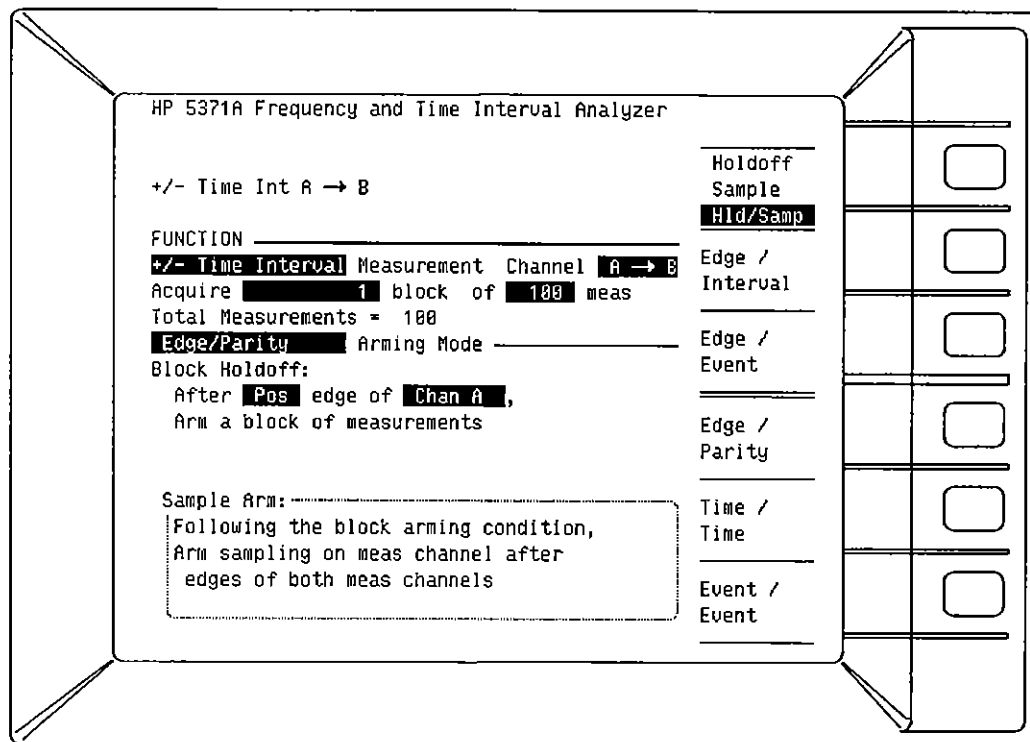 HP 5371A Frequency and Time Interval Analyzer
+/- Time Int A → B
FUNCTION
+/- Time Interval Measurement Channel A → B
Acquire 1 block of 100 meas
Total Measurements = 100
Edge/Parity Arming Mode
Block Holdoff:
After Pos edge of Chan A ,
Arm a block of measurements
Sample Arm:
Following the block arming condition,
Arm sampling on meas channel after
edges of both meas channels
Holdoff
Sample
Hld/Samp
Edge /
Interval
Edge /
Event
Edge /
Parity
Time /
Time
Event /
Event